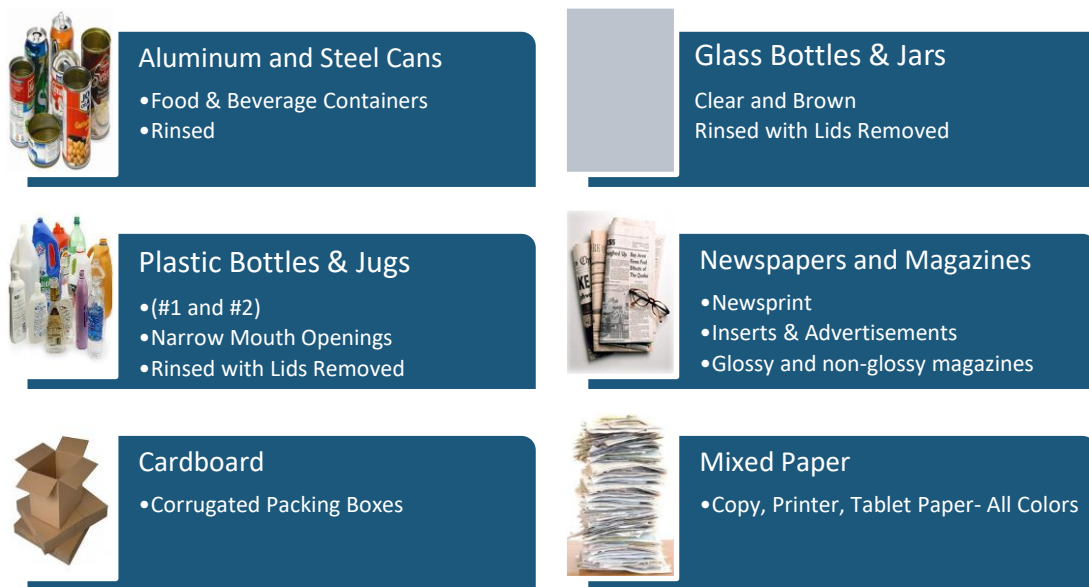 Aluminum and Steel Cans
•Food & Beverage Containers
•Rinsed
Glass Bottles & Jars
Clear and Brown
Rinsed with Lids Removed
Plastic Bottles & Jugs
•(#1 and #2)
•Narrow Mouth Openings
•Rinsed with Lids Removed
Newspapers and Magazines
•Newsprint
•Inserts & Advertisements
•Glossy and non-glossy magazines
Cardboard
•Corrugated Packing Boxes
Mixed Paper
•Copy, Printer, Tablet Paper- All Colors